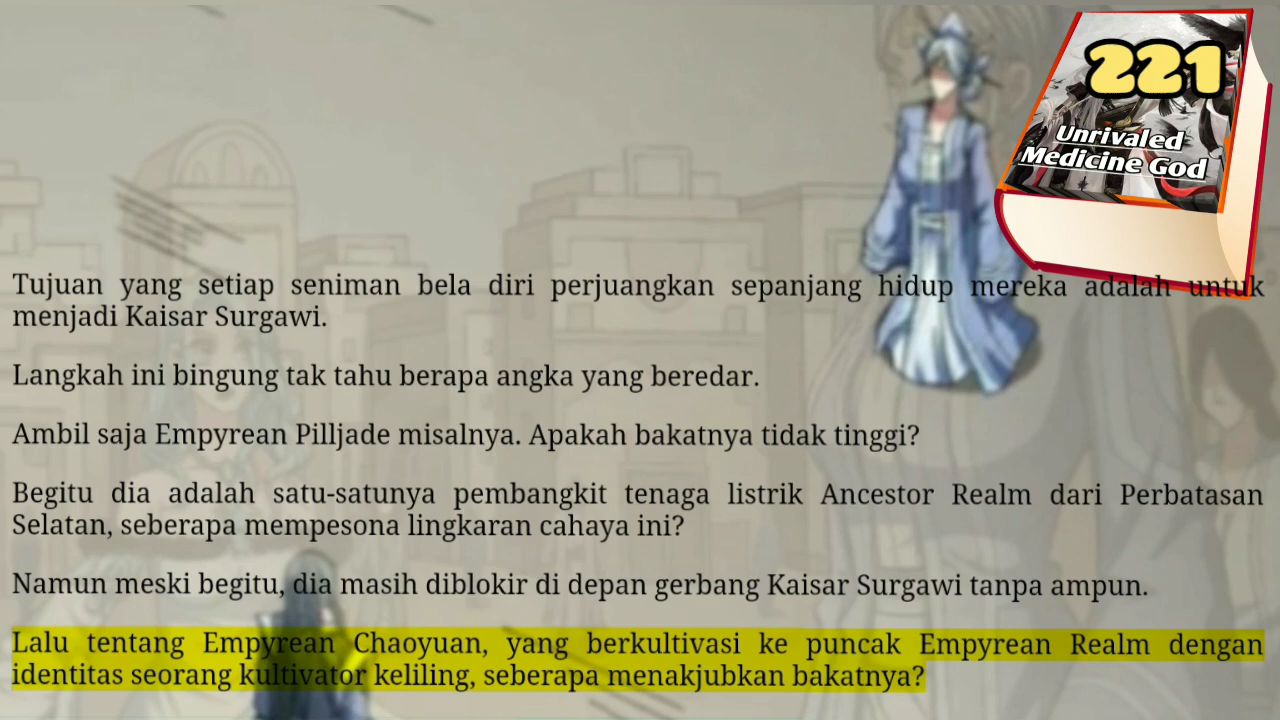 221
Unrivaled
Medicine God
Tujuan yang setiap seniman bela diri perjuangkan sepanjang hidup mereka adalah untuk
menjadi Kaisar Surgawi.
Langkah ini bingung tak tahu berapa angka yang beredar.
Ambil saja Empyrean Pilljade misalnya. Apakah bakatnya tidak tinggi?
Begitu dia adalah satu-satunya pembangkit tenaga listrik Ancestor Realm dari Perbatasan
Selatan, seberapa mempesona lingkaran cahaya ini?
Namun meski begitu, dia masih diblokir di depan gerbang Kaisar Surgawi tanpa ampun.
Lalu tentang Empyrean Chaoyuan, yang berkultivasi ke puncak Empyrean Realm dengan
identitas seorang kultivator keliling, seberapa menakjubkan bakatnya?